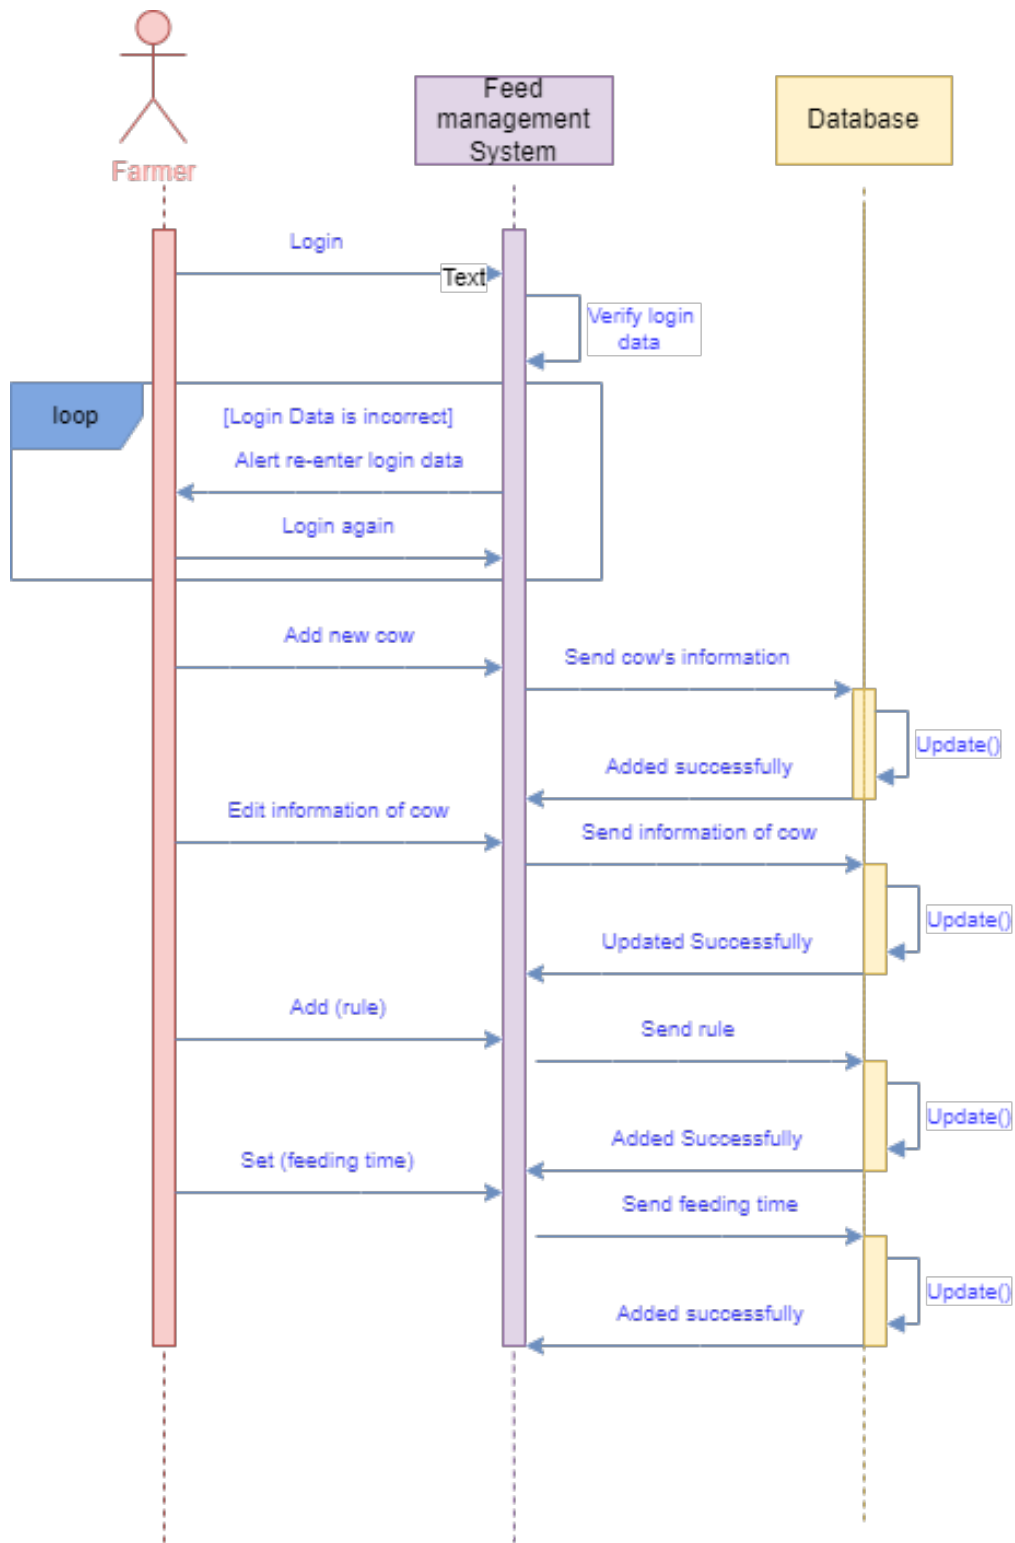 Farmer
Feed
management
System
Database
Login
Text
Verify login
data
loop
[Login Data is incorrect]
Alert re-enter login data
Login again
Add new cow
Send cow's information
Update()
Added successfully
Edit information of cow
Send information of cow
Update()
Updated Successfully
Add (rule)
Send rule
Update()
Added Successfully
Set (feeding time)
Send feeding time
Update()
Added successfully